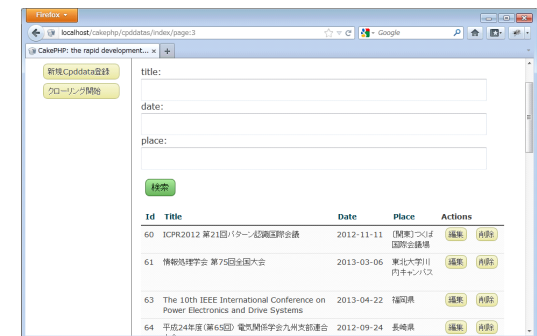 Firefox
localhost/cakephp/cpddatas/index/page:3
Google
CakePHP: the rapid development... ×
+
新規Cpddata登録
クローリング開始
title:
date:
place:
検索
Id Title Date Place Actions
60 ICPR2012 第21回パターン認識国際会議 2012-11-11 [関東]つくば 編集 削除
国際会議場
61 情報処理学会 第75回全国大会 2013-03-06 東北大学川 編集 削除
内キャンパス
63 The 10th IEEE International Conference on 2013-04-22 福岡県 編集 削除
Power Electronics and Drive Systems
64 平成24年度(第65回) 電気関係学会九州支部連合 2012-09-24 長崎県 編集 削除